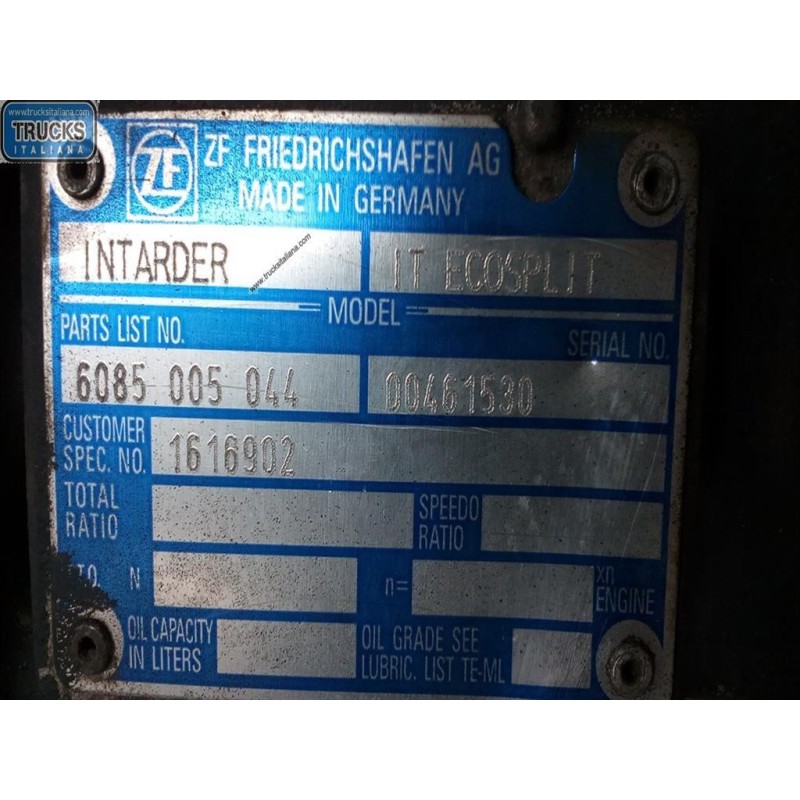 www.trucksitaliana.com
TRUCKS
ITALIANA
ZF
ZF FRIEDRICHSHAFEN AG
MADE IN GERMANY
INTARDER
www.trucksitaliana.com
IT ECOSPLIT
MODEL
PARTS LIST NO.
SERIAL NO.
6085 005 044
00461530
CUSTOMER
SPEC. NO.
1616902
TOTAL
RATIO
SPEEDO
RATIO
N
n=
xn
ENGINE
OIL CAPACITY
IN LITERS
OIL GRADE SEE
LUBRIC. LIST TE-ML